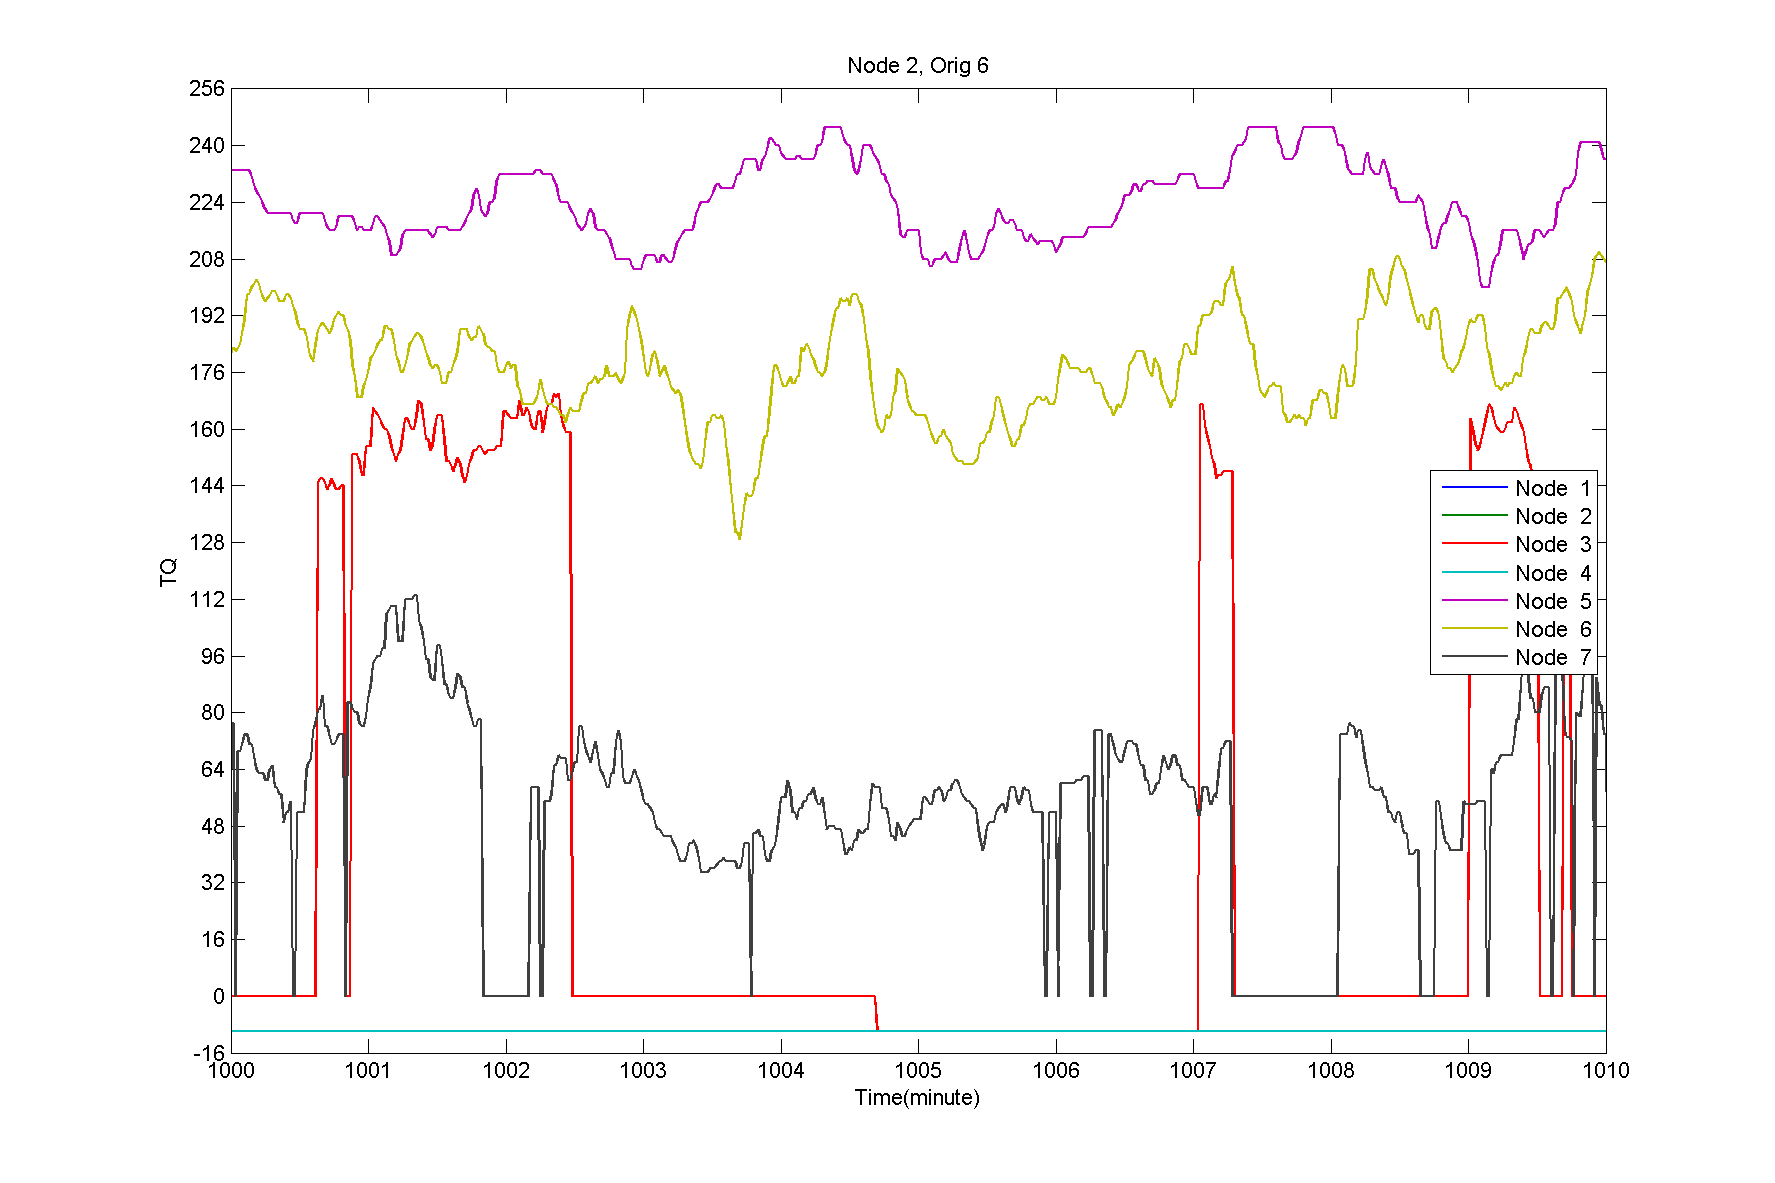 Node 2, Orig 6
256
240
224
208
192
176
160
144
128
112
96
80
64
48
32
16
0
-16
TQ
Node 1
Node 2
Node 3
Node 4
Node 5
Node 6
Node 7
1000 1001 1002 1003 1004 1005 1006 1007 1008 1009 1010
Time(minute)